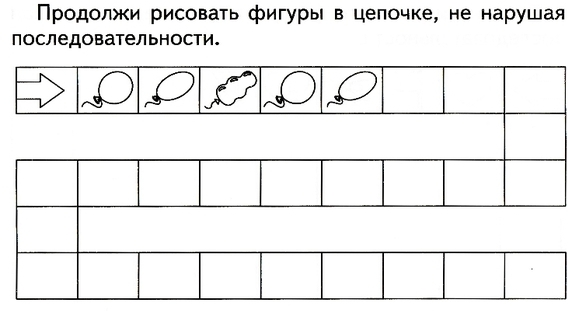 Продолжи рисовать фигуры в цепочке, не нарушая
последовательности.